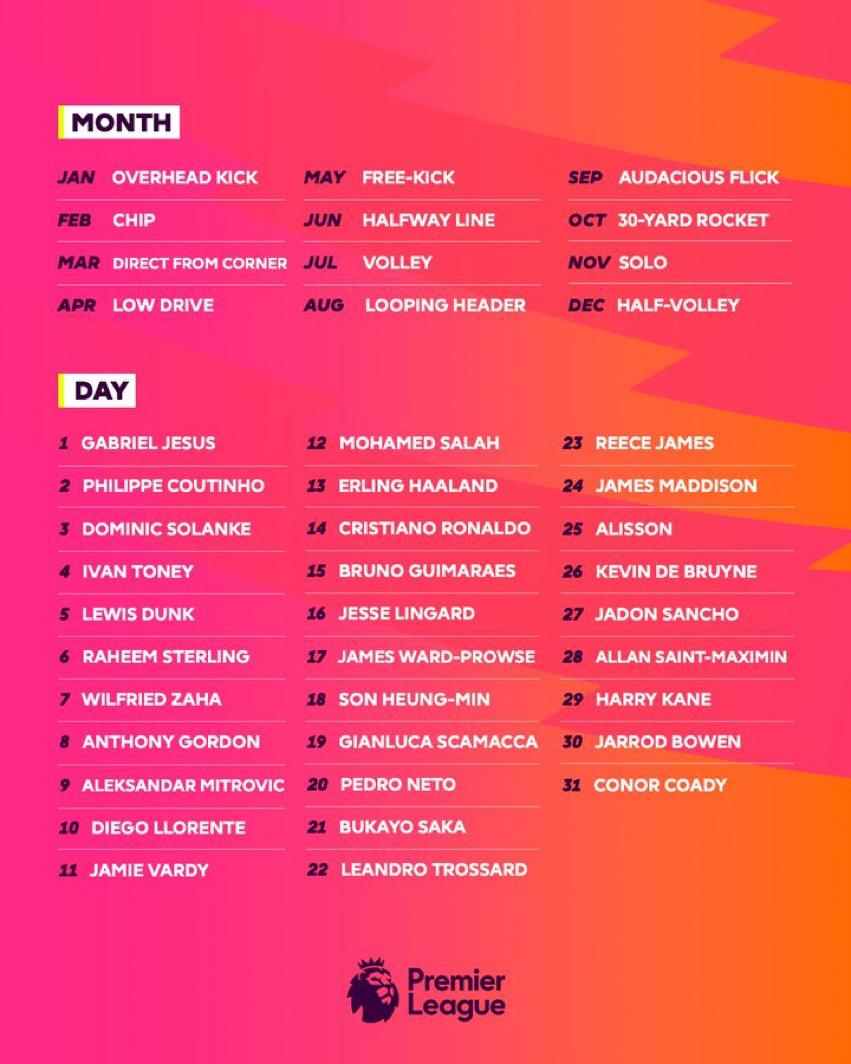 MONTH
JAN OVERHEAD KICK
FEB CHIP
MAR DIRECT FROM CORNER
APR LOW DRIVE
MAY FREE-KICK
JUN HALFWAY LINE
JUL VOLLEY
AUG LOOPING HEADER
SEP AUDACIOUS FLICK
OCT 30-YARD ROCKET
NOV SOLO
DEC HALF-VOLLEY
DAY
1 GABRIEL JESUS
2 PHILIPPE COUTINHO
3 DOMINIC SOLANKE
4 IVAN TONEY
5 LEWIS DUNK
6 RAHEEM STERLING
7 WILFRIED ZAHA
8 ANTHONY GORDON
9 ALEKSANDAR MITROVIC
10 DIEGO LLORENTE
11 JAMIE VARDY
12 MOHAMED SALAH
13 ERLING HAALAND
14 CRISTIANO RONALDO
15 BRUNO GUIMARAES
16 JESSE LINGARD
17 JAMES WARD-PROWSE
18 SON HEUNG-MIN
19 GIANLUCA SCAMACCA
20 PEDRO NETO
21 BUKAYO SAKA
22 LEANDRO TROSSARD
23 REECE JAMES
24 JAMES MADDISON
25 ALISSON
26 KEVIN DE BRUYNE
27 JADON SANCHO
28 ALLAN SAINT-MAXIMIN
29 HARRY KANE
30 JARROD BOWEN
31 CONOR COADY
Premier
League